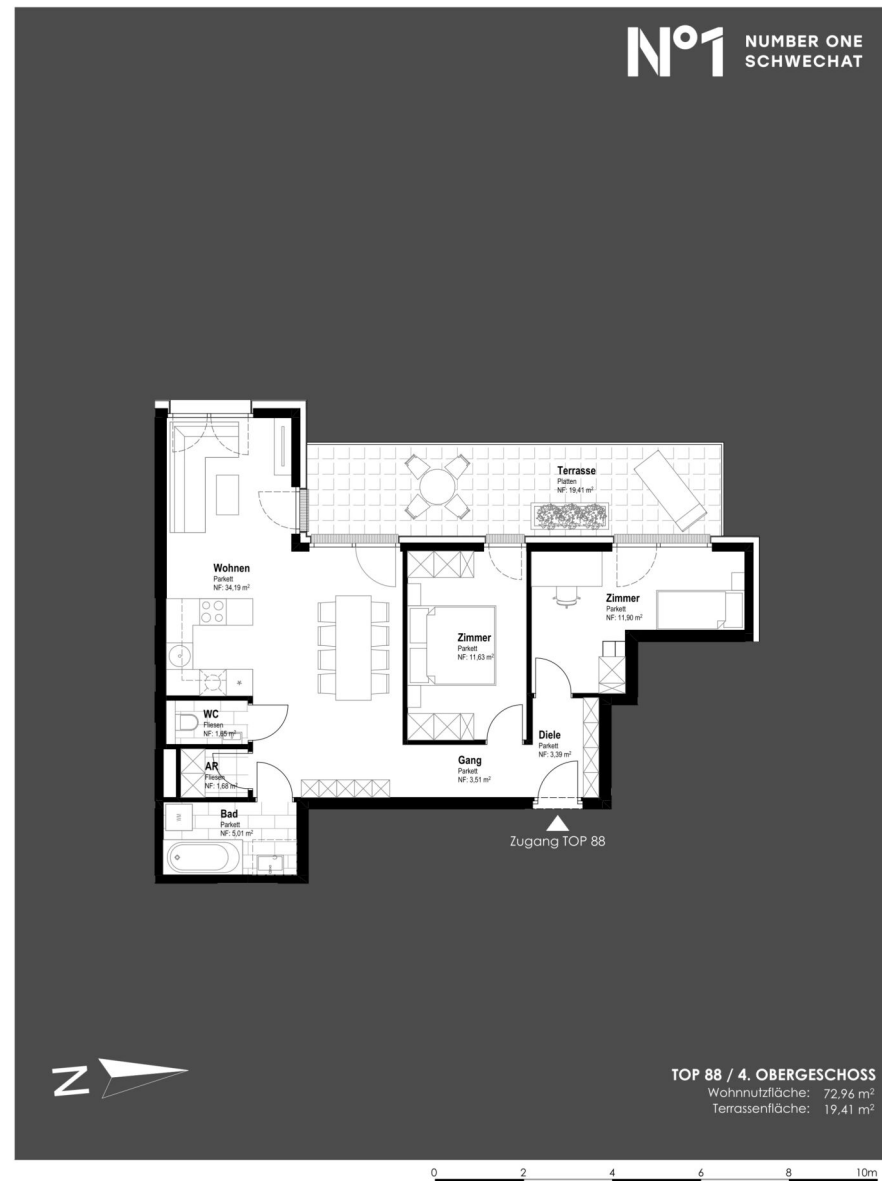 Nº1
NUMBER ONE
SCHWECHAT
Terrasse
Platten
NF: 19,41 m²
Wohnen
Parkett
NF: 34,19 m²
Zimmer
Parkett
NF: 11,90 m²
Zimmer
Parkett
NF: 11,63 m²
WC
Fliesen
NF: 1,65 m²
Diele
Parkett
NF: 3,39 m²
Gang
Parkett
NF: 3,51 m²
AR
Fliesen
NF: 1,68 m²
Bad
Parkett
NF: 5,01 m²
Zugang TOP 88
N
TOP 88 / 4. OBERGESCHOSS
Wohnnutzfläche: 72,96 m²
Terrassenfläche: 19,41 m²
0 2 4 6 8 10m